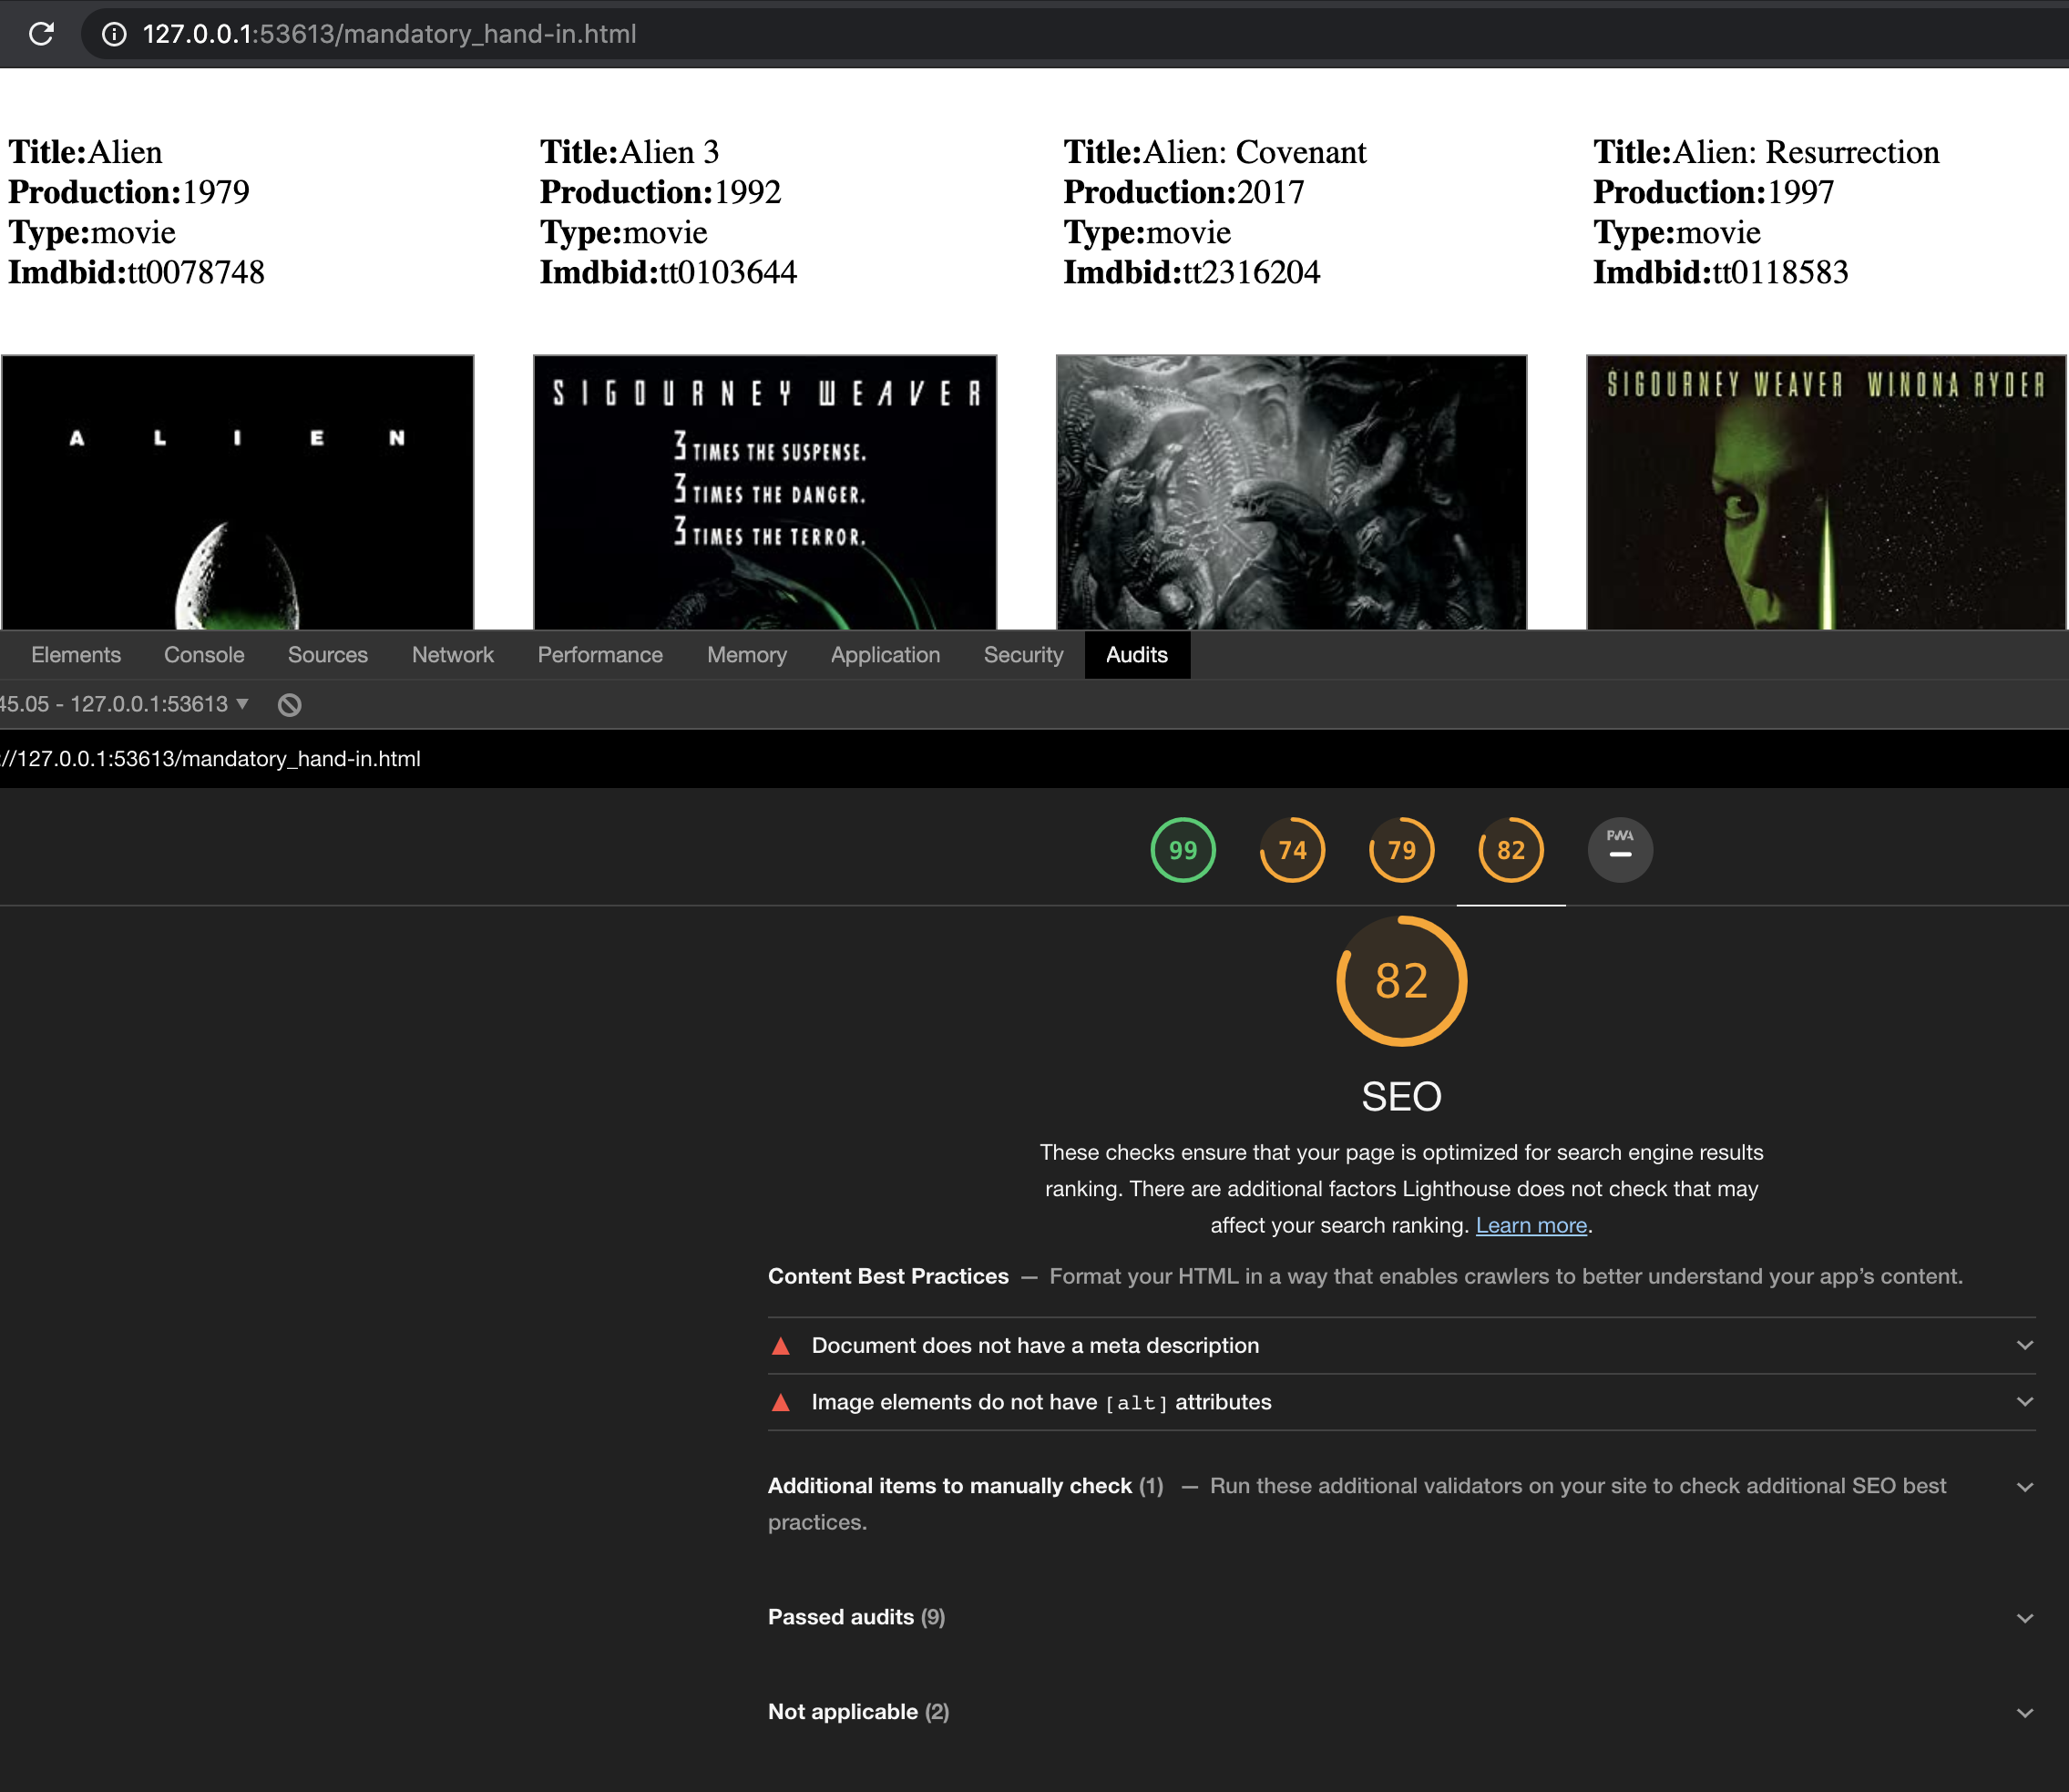 127.0.0.1:53613/mandatory_hand-in.html
Title:Alien
Production:1979
Type:movie
Imdbid:tt0078748
Title:Alien 3
Production:1992
Type:movie
Imdbid:tt0103644
Title:Alien: Covenant
Production:2017
Type:movie
Imdbid:tt2316204
Title:Alien: Resurrection
Production:1997
Type:movie
Imdbid:tt0118583
A L I E N
SIGOURNEY WEAVER
3 TIMES THE SUSPENSE.
3 TIMES THE DANGER.
3 TIMES THE TERROR.
SIGOURNEY WEAVER WINONA RYDER
Elements Console Sources Network Performance Memory Application Security Audits
45.05 - 127.0.0.1:53613
://127.0.0.1:53613/mandatory_hand-in.html
99 74 79 82 PWA
82
SEO
These checks ensure that your page is optimized for search engine results
ranking. There are additional factors Lighthouse does not check that may
affect your search ranking. Learn more.
Content Best Practices — Format your HTML in a way that enables crawlers to better understand your app’s content.
Document does not have a meta description
Image elements do not have [alt] attributes
Additional items to manually check (1) — Run these additional validators on your site to check additional SEO best
practices.
Passed audits (9)
Not applicable (2)